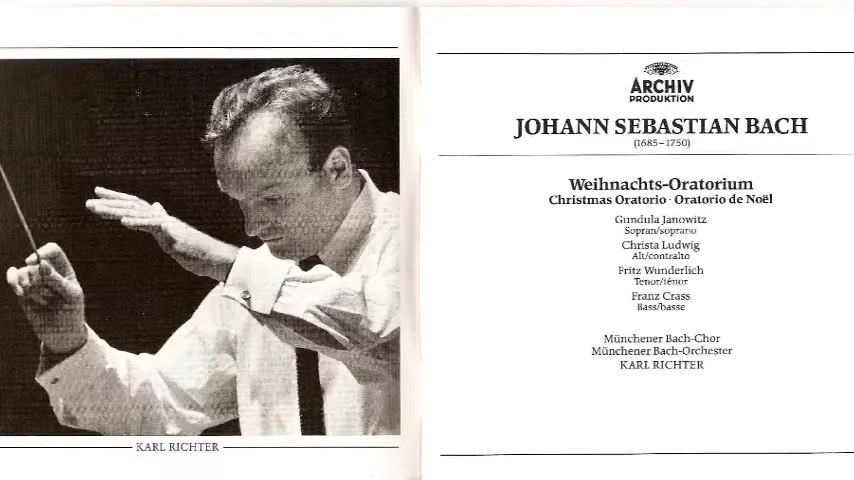 KARL RICHTER
ARCHIV
PRODUKTION
JOHANN SEBASTIAN BACH
(1685–1750)
Weihnachts-Oratorium
Christmas Oratorio · Oratorio de Noël
Gundula Janowitz
Sopran/soprano
Christa Ludwig
Alt/contralto
Fritz Wunderlich
Tenor/ténor
Franz Crass
Bass/basse
Münchener Bach-Chor
Münchener Bach-Orchester
KARL RICHTER